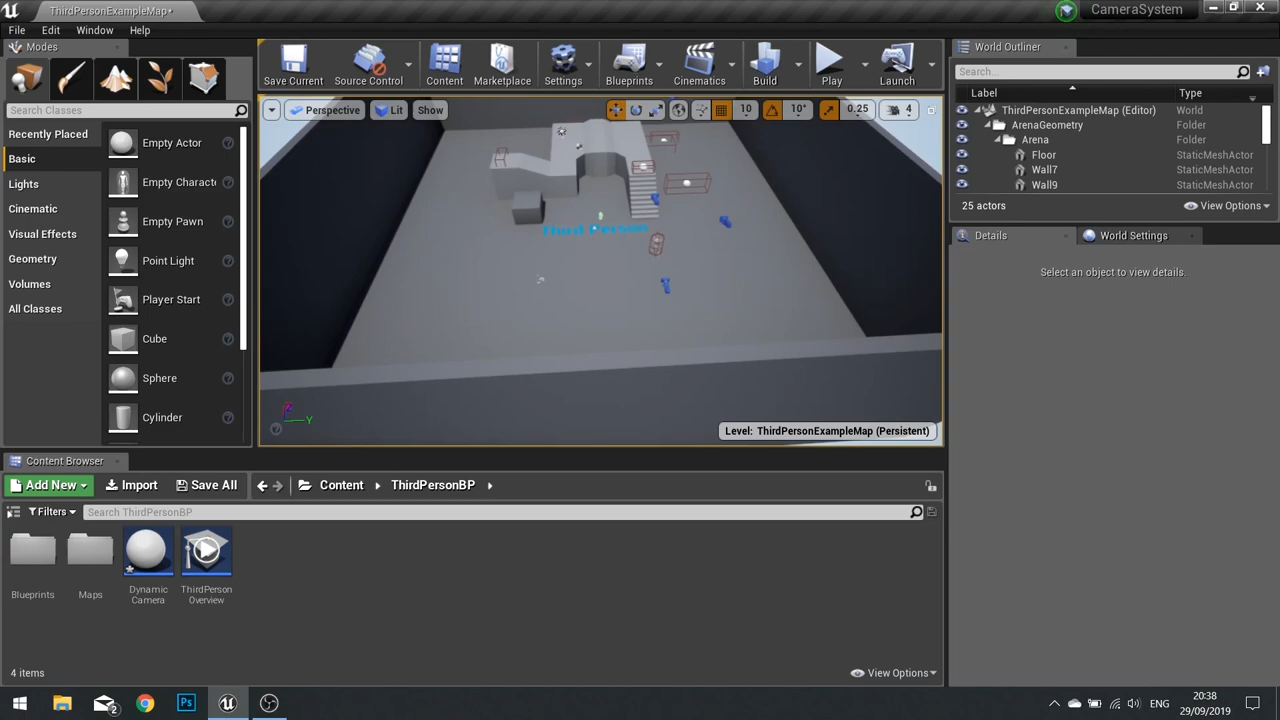 ThirdPersonExampleMap*
CameraSystem
File
Edit
Window
Help
Modes
Search Classes
Recently Placed
Basic
Lights
Cinematic
Visual Effects
Geometry
Volumes
All Classes
Empty Actor
Empty Characte
Empty Pawn
Point Light
Player Start
Cube
Sphere
Cylinder
Save Current
Source Control
Content
Marketplace
Settings
Blueprints
Cinematics
Build
Play
Launch
Perspective
Lit
Show
10
10°
0.25
4
Third Person
Y
Level: ThirdPersonExampleMap (Persistent)
World Outliner
Search...
Label
Type
ThirdPersonExampleMap (Editor)
World
ArenaGeometry
Folder
Arena
Folder
Floor
StaticMeshActor
Wall7
StaticMeshActor
Wall9
StaticMeshActor
25 actors
View Options
Details
World Settings
Select an object to view details.
Content Browser
Add New
Import
Save All
Content
ThirdPersonBP
Filters
Search ThirdPersonBP
Blueprints
Maps
Dynamic
Camera
ThirdPerson
Overview
4 items
View Options
2
Ps
ENG
20:38
29/09/2019